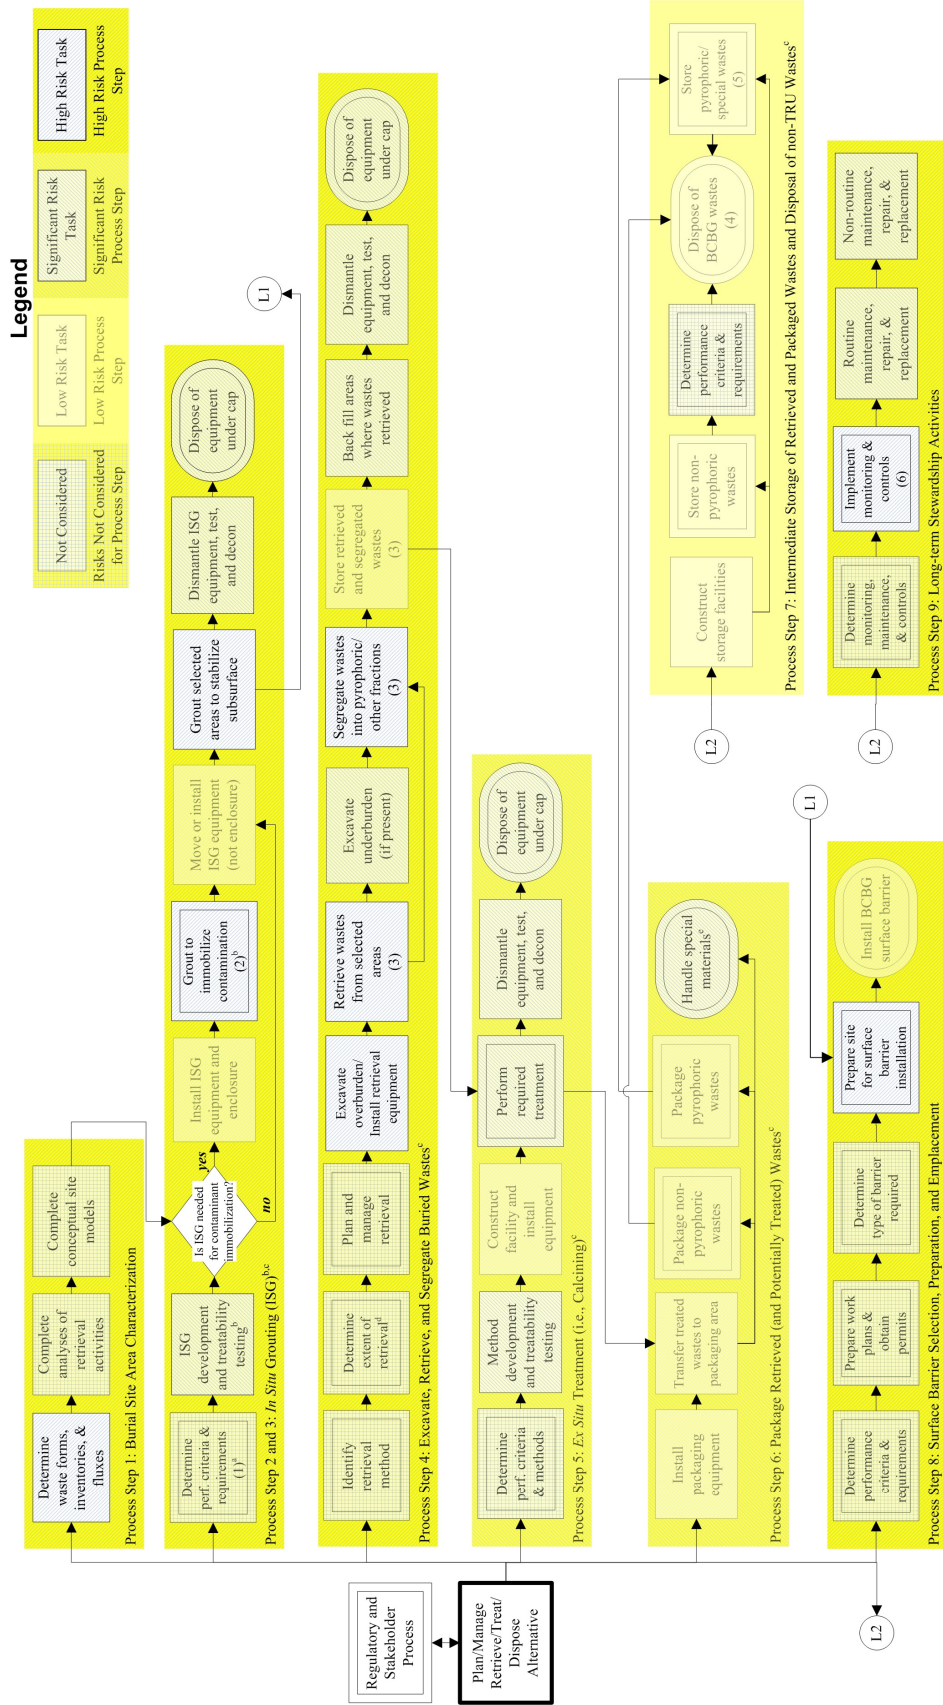 Legend
Not Considered
Risks Not Considered
for Process Step
Low Risk Task
Low Risk Process
Step
Significant Risk
Task
Significant Risk
Process Step
High Risk Task
High Risk Process
Step
Regulatory and
Stakeholder
Process
Plan/Manage
Retrieve/Treat/
Dispose
Alternative
Determine
waste forms,
inventories, &
fluxes
Complete
analyses of
retrieval
activities
Complete
conceptual site
models
Process Step 1: Burial Site Area Characterization
Determine
perf. criteria &
requirements
(1)ᵃ
ISG
development
and treatability
testingᵇ
Is ISG needed
for contaminant
immobilization?
yes
no
Install ISG
equipment and
enclosure
Grout to
immobilize
contamination
(2)ᵇ
Move or install
ISG equipment
(not enclosure)
Grout selected
areas to stabilize
subsurface
Dismantle ISG
equipment, test,
and decon
Dispose of
equipment
under cap
L1
Process Step 2 and 3: In Situ Grouting (ISG)ᵇ,ᶜ
Identify
retrieval
method
Determine
extent of
retrievalᵈ
Plan and
manage
retrieval
Excavate
overburden/
Install retrieval
equipment
Retrieve wastes
from selected
areas
(3)
Excavate
underburden
(if present)
Segregate wastes
into pyrophoric/
other fractions
(3)
Store retrieved
and segregated
wastes
(3)
Back fill areas
where wastes
retrieved
Dismantle
equipment, test,
and decon
Dispose of
equipment
under cap
Process Step 4: Excavate, Retrieve, and Segregate Buried Wastesᶜ
Determine
perf. criteria
& methods
Method
development
and treatability
testing
Construct
facility and
install
equipment
Perform
required
treatment
Dismantle
equipment, test,
and decon
Dispose of
equipment
under cap
Process Step 5: Ex Situ Treatment (i.e., Calcining)ᶜ
Install
packaging
equipment
Transfer treated
wastes to
packaging area
Package non-
pyrophoric
wastes
Package
pyrophoric
wastes
Handle special
materialsᵉ
Process Step 6: Package Retrieved (and Potentially Treated) Wastesᶜ
L2
Construct
storage facilities
Store non-
pyrophoric
wastes
Determine
performance
criteria &
requirements
Dispose of
BCBG wastes
(4)
Store
pyrophoric/
special wastes
(5)
Process Step 7: Intermediate Storage of Retrieved and Packaged Wastes and Disposal of non-TRU Wastesᶜ
L2
Determine
performance
criteria &
requirements
Prepare work
plans &
obtain
permits
Determine
type of barrier
required
Prepare site
for surface
barrier
installation
Install BCBG
surface barrier
L1
Process Step 8: Surface Barrier Selection, Preparation, and Emplacement
L2
Determine
monitoring,
maintenance,
& controls
Implement
monitoring &
controls
(6)
Routine
maintenance,
repair, &
replacement
Non-routine
maintenance,
repair, &
replacement
Process Step 9: Long-term Stewardship Activities